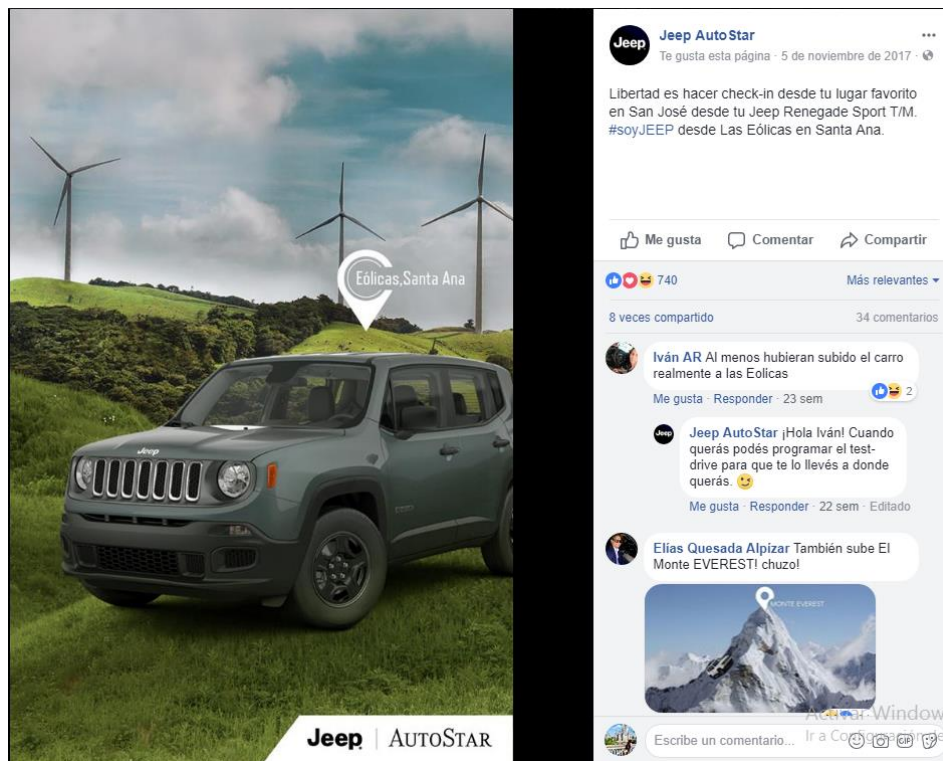 Eólicas,Santa Ana
Jeep
Jeep | AUTOSTAR
Jeep
Jeep AutoStar
Te gusta esta página · 5 de noviembre de 2017 ·
Libertad es hacer check-in desde tu lugar favorito
en San José desde tu Jeep Renegade Sport T/M.
#soyJEEP desde Las Eólicas en Santa Ana.
Me gusta Comentar Compartir
740 Más relevantes
8 veces compartido 34 comentarios
Iván AR Al menos hubieran subido el carro
realmente a las Eolicas
2
Me gusta · Responder · 23 sem
Jeep
Jeep AutoStar ¡Hola Iván! Cuando
querás podés programar el test-
drive para que te lo llevés a donde
querás.
Me gusta · Responder · 22 sem · Editado
Elías Quesada Alpízar También sube El
Monte EVEREST! chuzo!
MONTE EVEREST
Activar Window
Escribe un comentario...
GIF
Ir a Configuración de